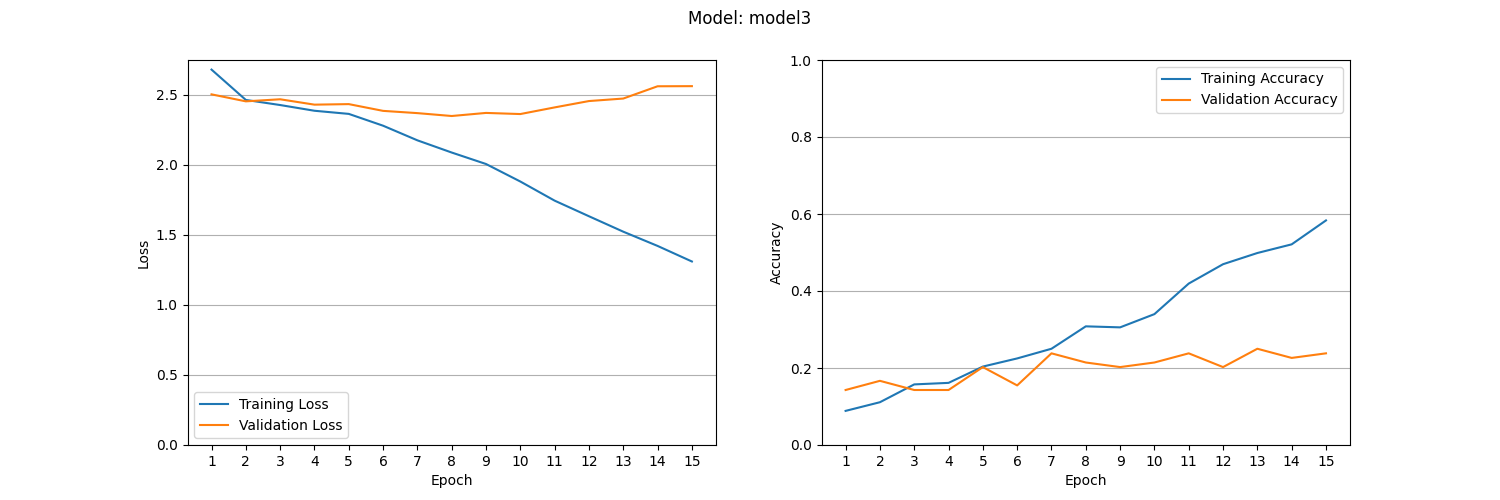 Model: model3
Loss
2.5
2.0
1.5
1.0
0.5
0.0
Training Loss
Validation Loss
1 2 3 4 5 6 7 8 9 10 11 12 13 14 15
Epoch
Accuracy
1.0
0.8
0.6
0.4
0.2
0.0
Training Accuracy
Validation Accuracy
1 2 3 4 5 6 7 8 9 10 11 12 13 14 15
Epoch